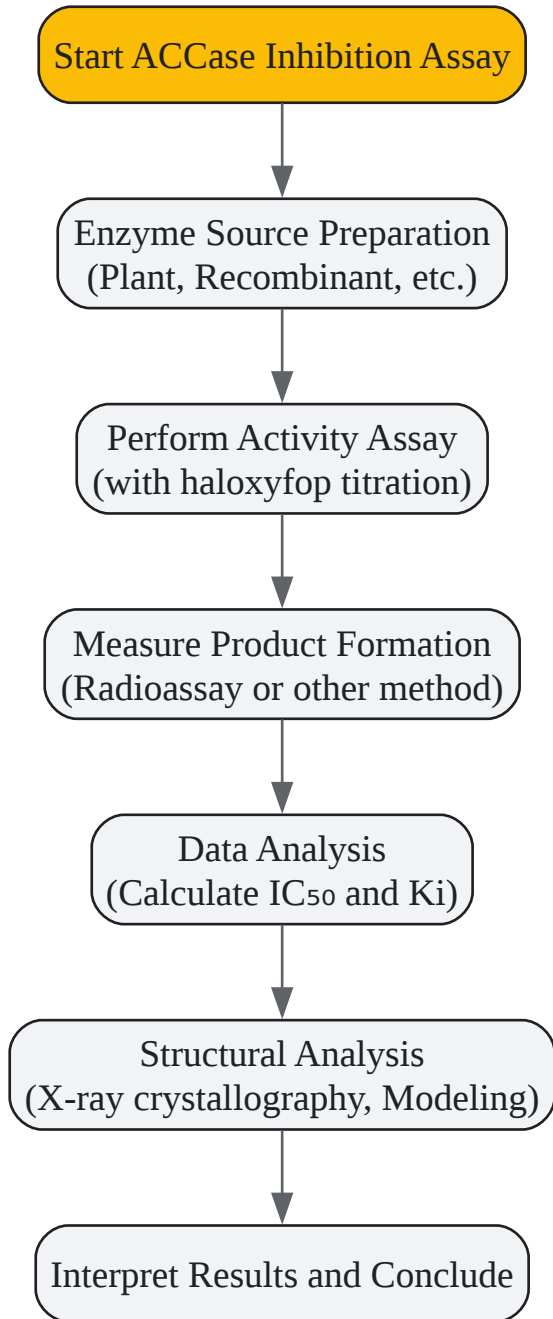 Start ACCase Inhibition Assay
Enzyme Source Preparation
(Plant, Recombinant, etc.)
Perform Activity Assay
(with haloxyfop titration)
Measure Product Formation
(Radioassay or other method)
Data Analysis
(Calculate IC₅₀ and Ki)
Structural Analysis
(X-ray crystallography, Modeling)
Interpret Results and Conclude